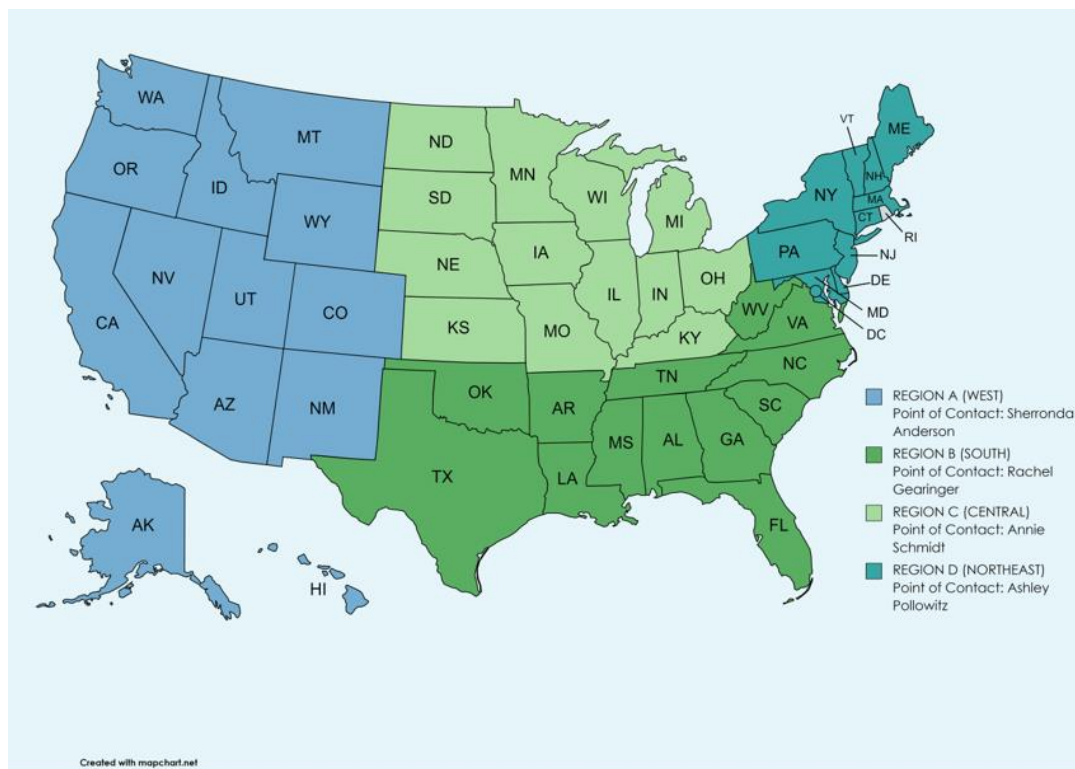 WA
MT
ND
MN
VT
ME
OR
ID
SD
WI
MI
NY
NH
MA
WY
CT
RI
NE
IA
PA
NJ
NV
UT
CO
IL
IN
OH
DE
CA
KS
MO
WV
VA
MD
KY
DC
AZ
NM
OK
AR
TN
NC
SC
TX
LA
MS
AL
GA
FL
AK
HI
REGION A (WEST)
Point of Contact: Sherronda
Anderson
REGION B (SOUTH)
Point of Contact: Rachel
Gearinger
REGION C (CENTRAL)
Point of Contact: Annie
Schmidt
REGION D (NORTHEAST)
Point of Contact: Ashley
Pollowitz
Created with mapchart.net